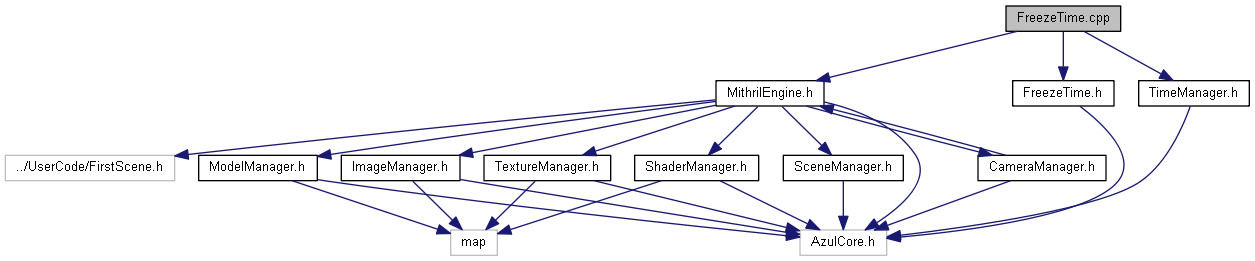 FreezeTime.cpp
MithrilEngine.h
FreezeTime.h
TimeManager.h
../UserCode/FirstScene.h
ModelManager.h
ImageManager.h
TextureManager.h
ShaderManager.h
SceneManager.h
CameraManager.h
map
AzulCore.h